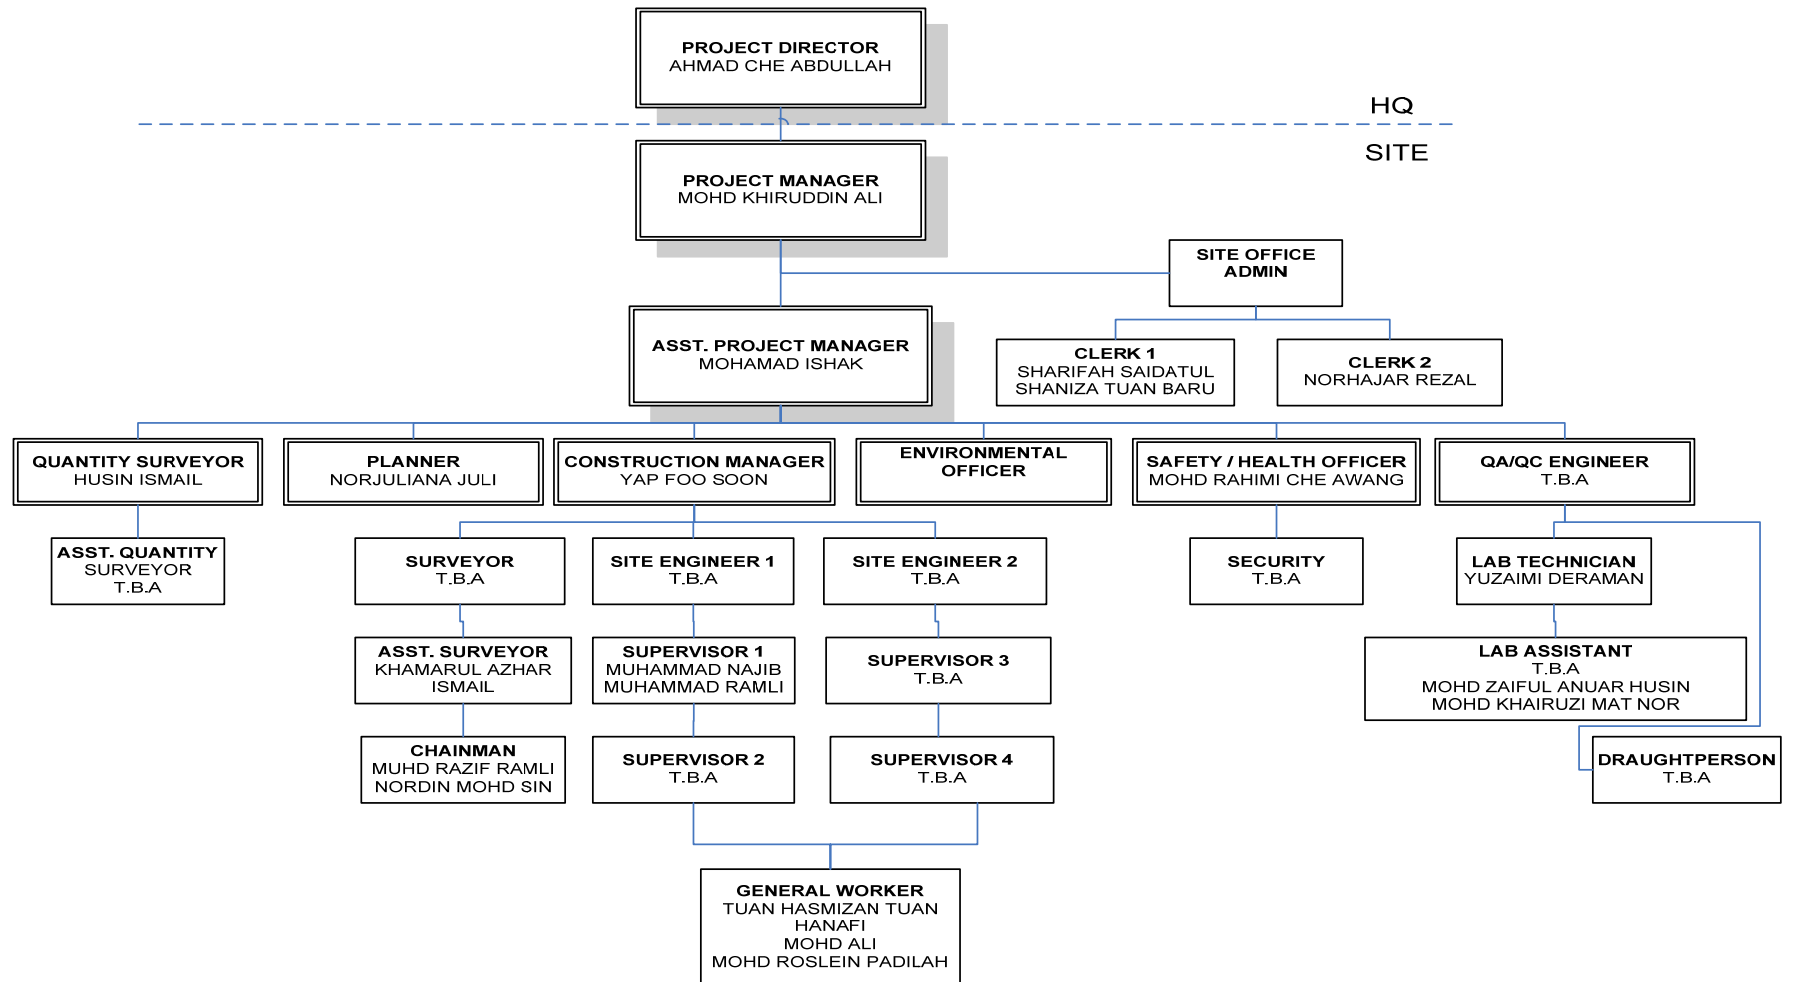 PROJECT DIRECTOR
AHMAD CHE ABDULLAH
HQ
SITE
PROJECT MANAGER
MOHD KHIRUDDIN ALI
SITE OFFICE
ADMIN
ASST. PROJECT MANAGER
MOHAMAD ISHAK
CLERK 1
SHARIFAH SAIDATUL
SHANIZA TUAN BARU
CLERK 2
NORHAJAR REZAL
QUANTITY SURVEYOR
HUSIN ISMAIL
PLANNER
NORJULIANA JULI
CONSTRUCTION MANAGER
YAP FOO SOON
ENVIRONMENTAL
OFFICER
SAFETY / HEALTH OFFICER
MOHD RAHIMI CHE AWANG
QA/QC ENGINEER
T.B.A
ASST. QUANTITY
SURVEYOR
T.B.A
SURVEYOR
T.B.A
SITE ENGINEER 1
T.B.A
SITE ENGINEER 2
T.B.A
SECURITY
T.B.A
LAB TECHNICIAN
YUZAIMI DERAMAN
ASST. SURVEYOR
KHAMARUL AZHAR
ISMAIL
SUPERVISOR 1
MUHAMMAD NAJIB
MUHAMMAD RAMLI
SUPERVISOR 3
T.B.A
LAB ASSISTANT
T.B.A
MOHD ZAIFUL ANUAR HUSIN
MOHD KHAIRUZI MAT NOR
CHAINMAN
MUHD RAZIF RAMLI
NORDIN MOHD SIN
SUPERVISOR 2
T.B.A
SUPERVISOR 4
T.B.A
DRAUGHTPERSON
T.B.A
GENERAL WORKER
TUAN HASMIZAN TUAN
HANAFI
MOHD ALI
MOHD ROSLEIN PADILAH